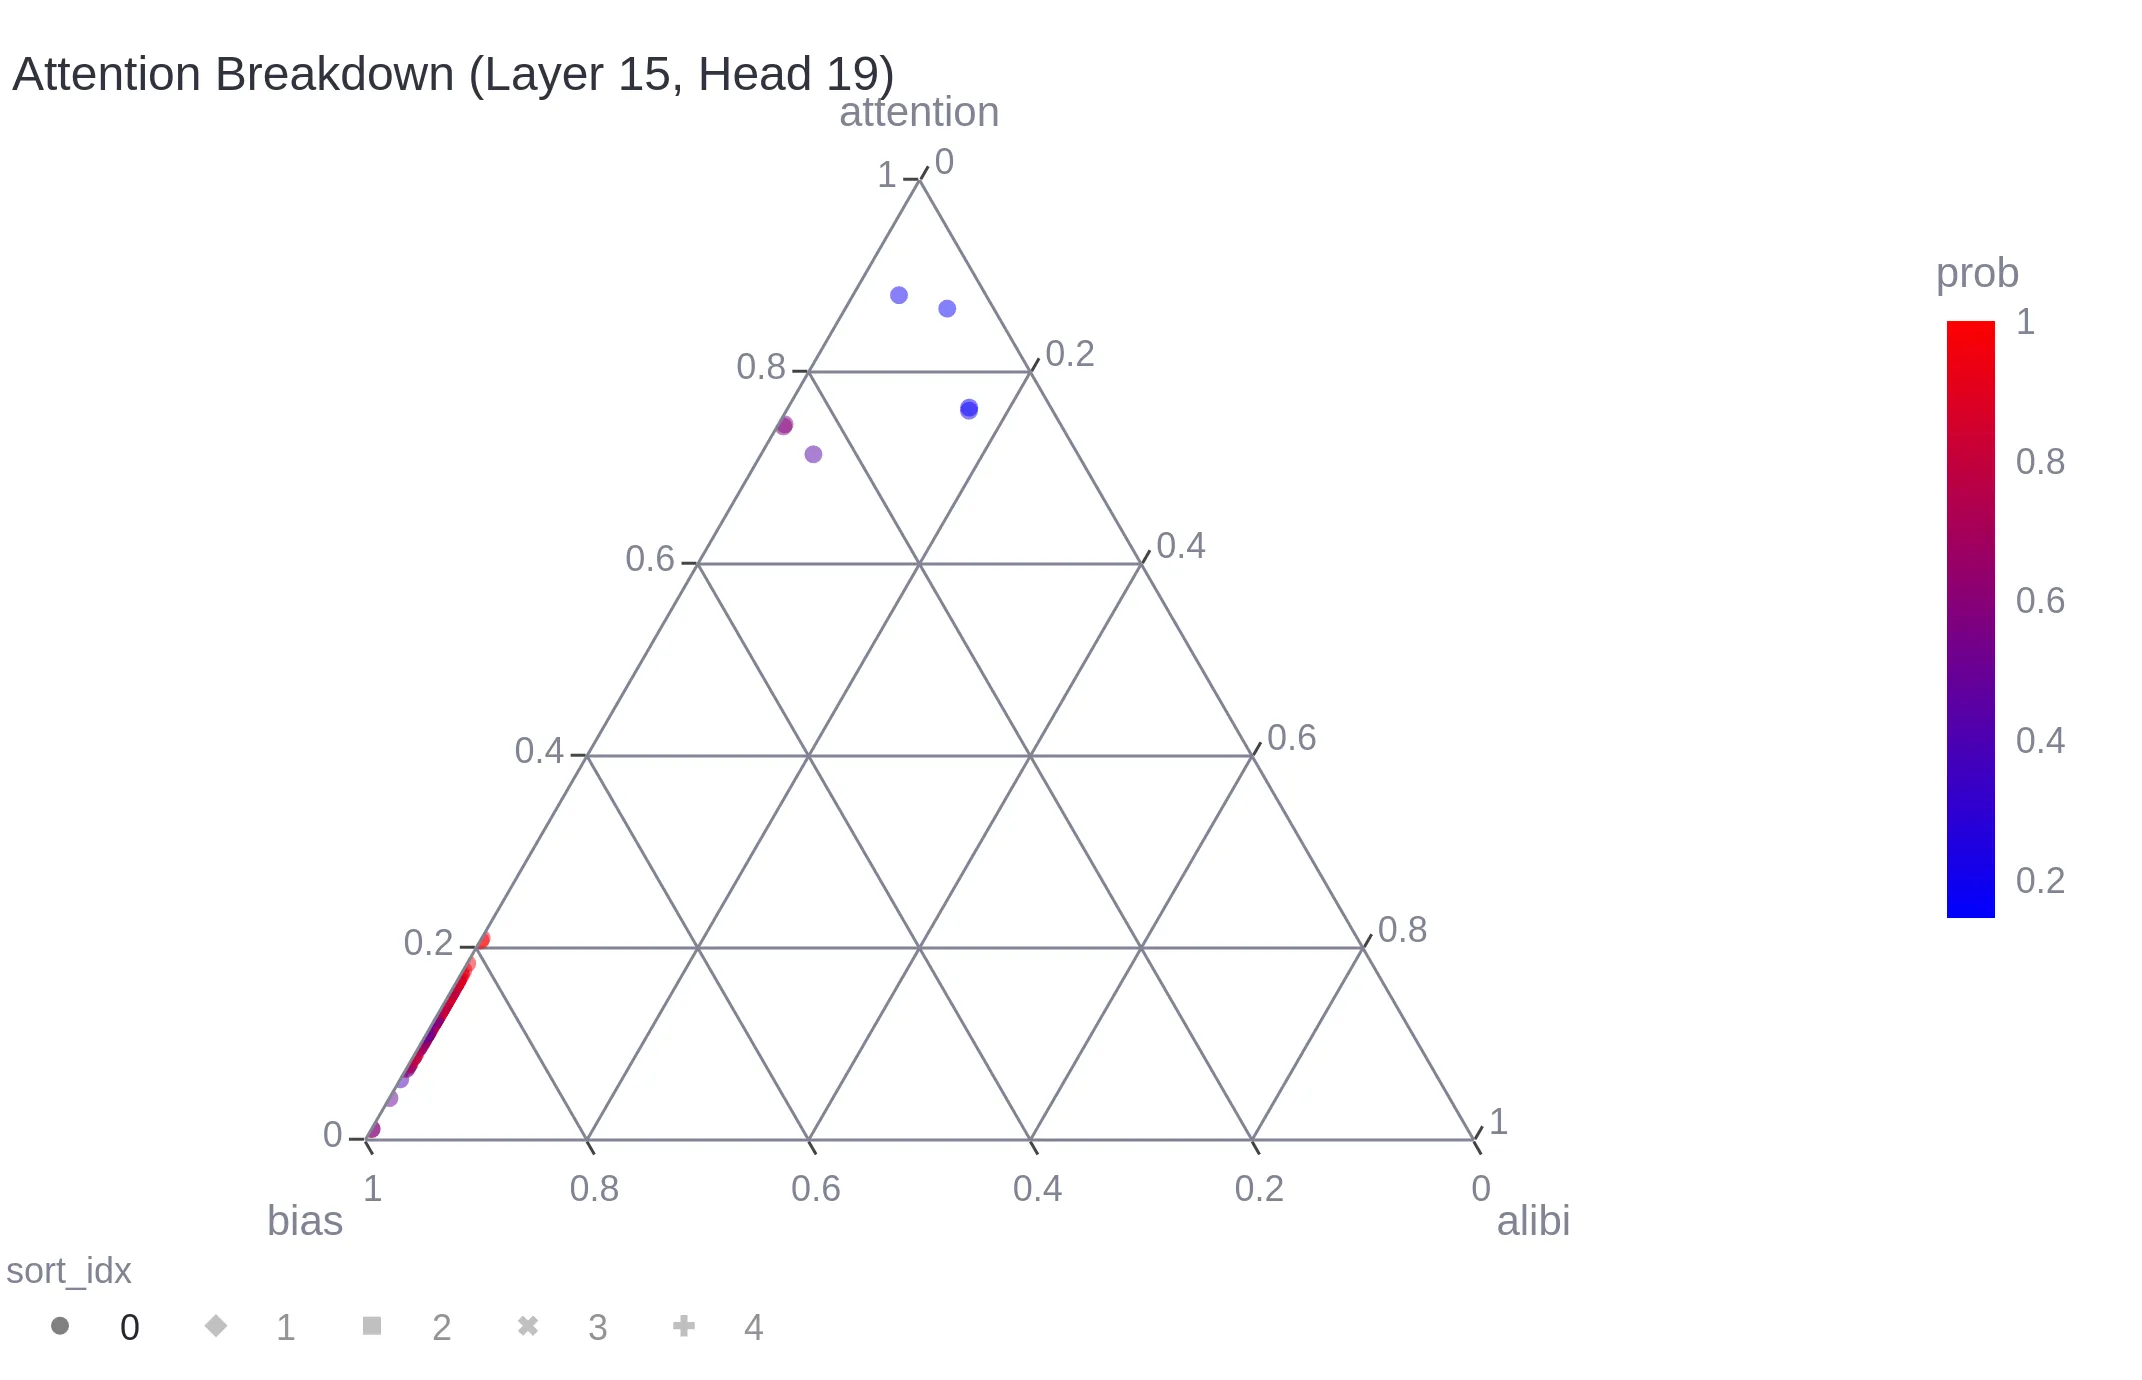 Attention Breakdown (Layer 15, Head 19)
attention
1 0
0.8 0.2
0.6 0.4
0.4 0.6
0.2 0.8
0 1
1 0.8 0.6 0.4 0.2 0
bias alibi
prob
1
0.8
0.6
0.4
0.2
sort_idx
0 1 2 3 4